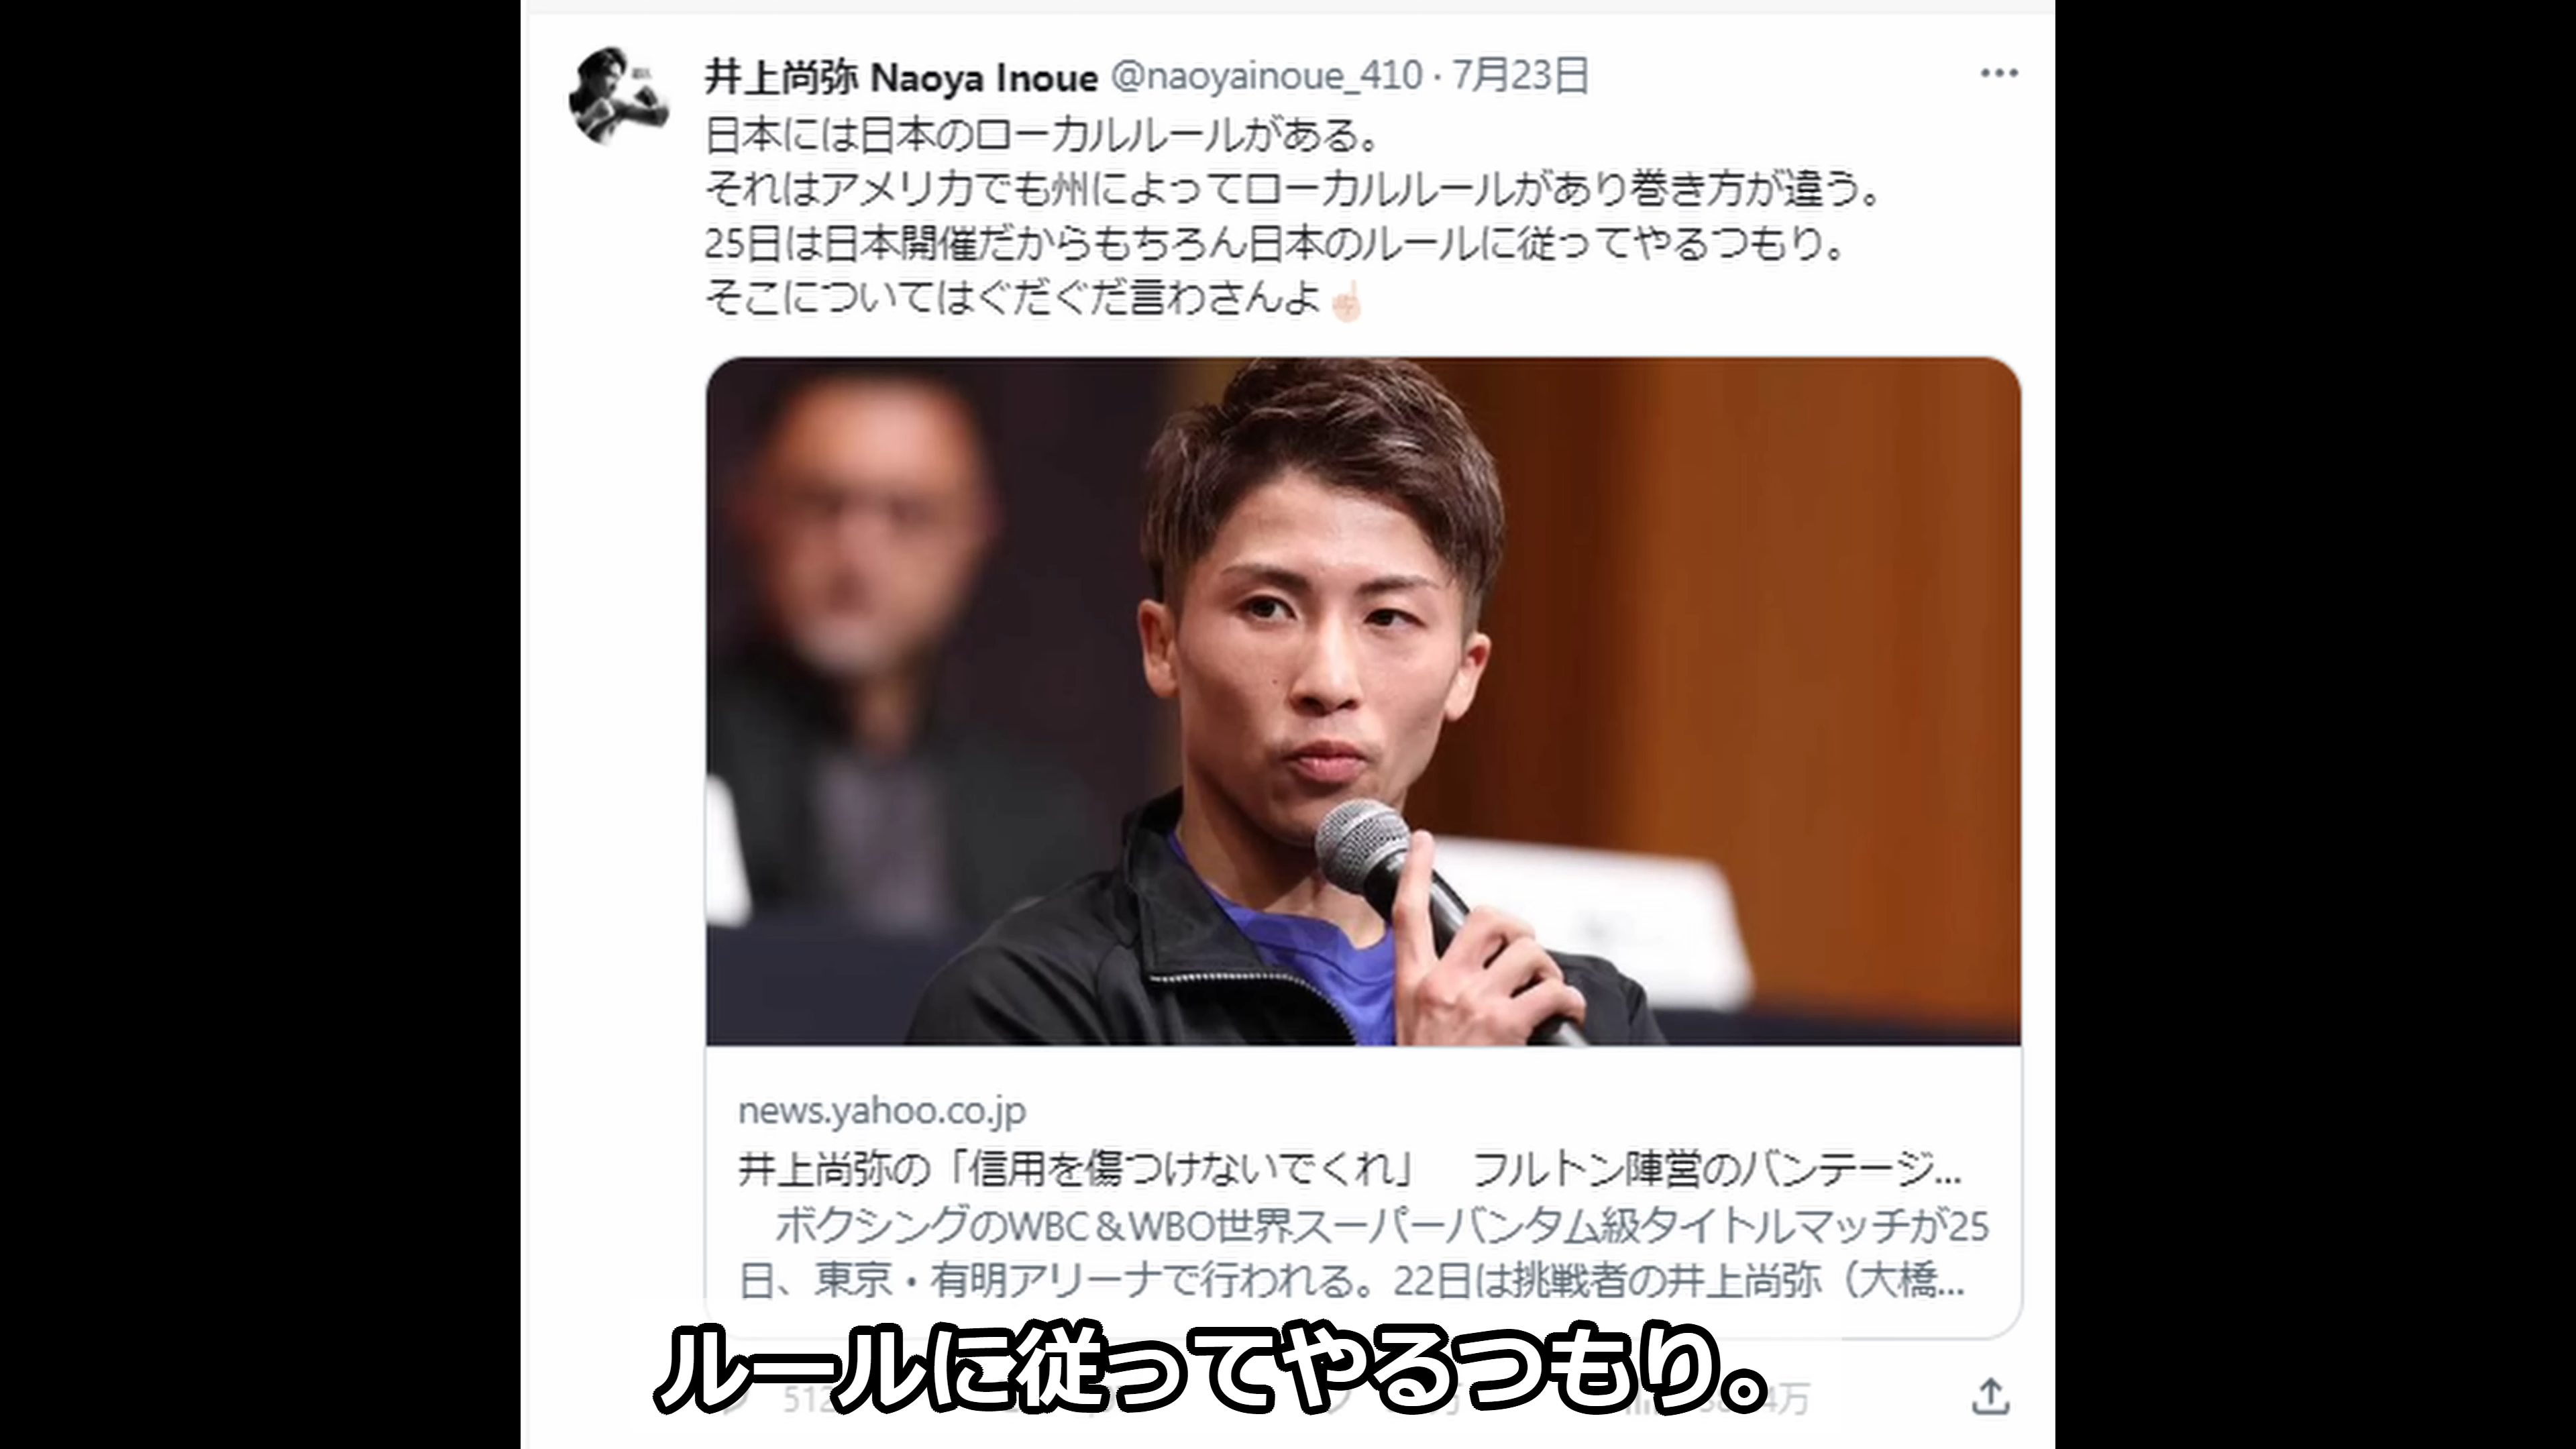 井上尚弥 Naoya Inoue @naoyainoue_410 · 7月23日
日本には日本のローカルルールがある。
それはアメリカでも州によってローカルルールがあり巻き方が違う。
25日は日本開催だからもちろん日本のルールに従ってやるつもり。
そこについてはぐだぐだ言わさんよ☝🏻
news.yahoo.co.jp
井上尚弥の「信用を傷つけないでくれ」　フルトン陣営のバンテージ...
ボクシングのWBC＆WBO世界スーパーバンタム級タイトルマッチが25
日、東京・有明アリーナで行われる。22日は挑戦者の井上尚弥（大橋...
ルールに従ってやるつもり。